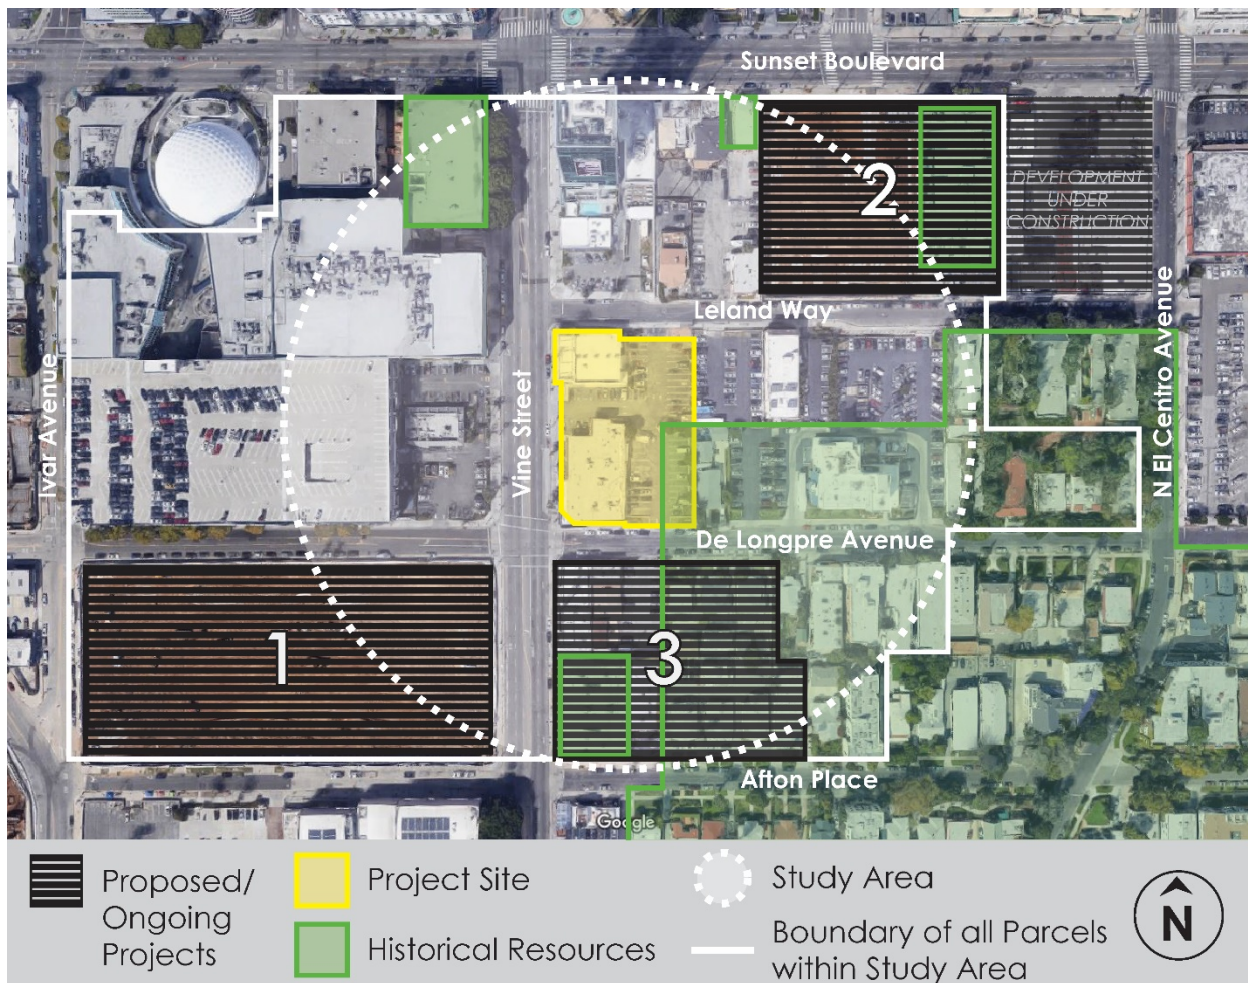 Sunset Boulevard
2
DEVELOPMENT
UNDER
CONSTRUCTION
Leland Way
Ivar Avenue
Vine Street
N El Centro Avenue
De Longpre Avenue
1
3
Afton Place
Google
Proposed/
Ongoing
Projects
Project Site
Historical Resources
Study Area
Boundary of all Parcels
within Study Area
N